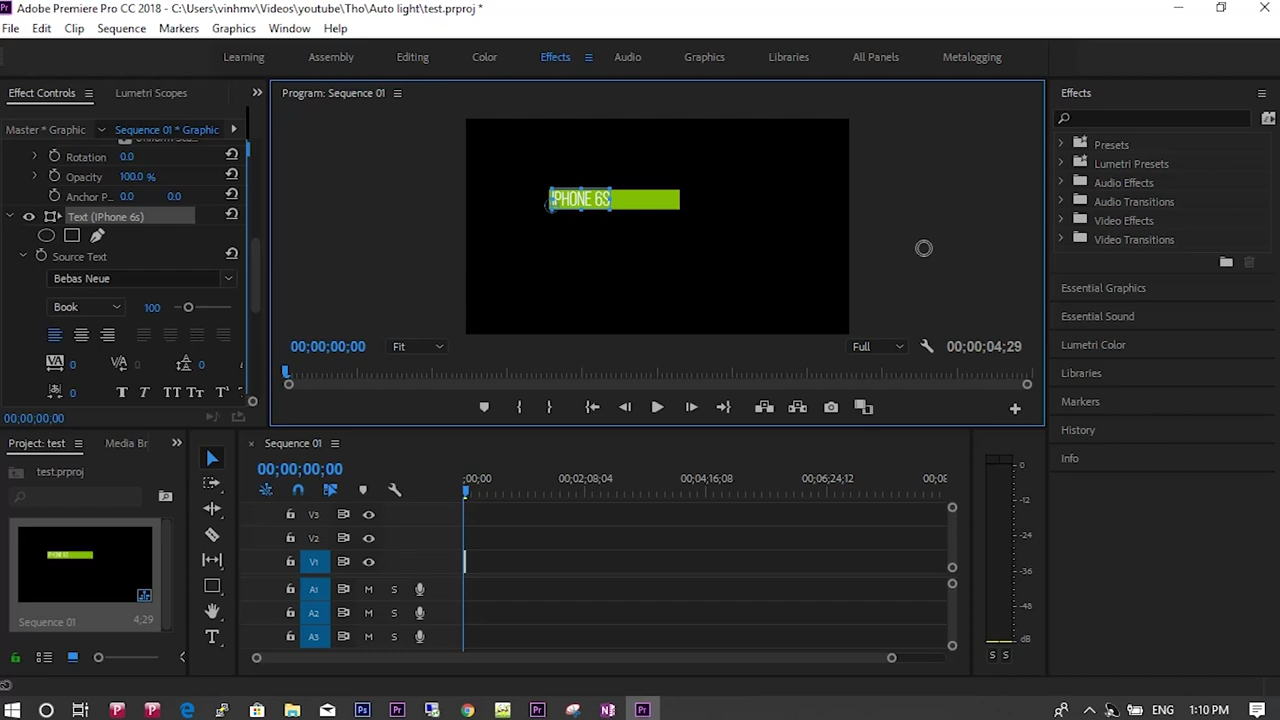 Adobe Premiere Pro CC 2018 - C:\Users\vinhmv\Videos\youtube\Tho\Auto light\test.prproj *
File Edit Clip Sequence Markers Graphics Window Help
Learning Assembly Editing Color Effects Audio Graphics Libraries All Panels Metalogging
Effect Controls Lumetri Scopes
Master * Graphic Sequence 01 * Graphic
Rotation 0.0
Opacity 100.0 %
Anchor P... 0.0 0.0
Text (IPhone 6s)
Source Text
Bebas Neue
Book 100
VA 0 VA 0 0
0 T T TT Tt T'
00;00;00;00
Program: Sequence 01
IPHONE 6S
00;00;00;00 Fit Full 00;00;04;29
Effects
Presets
Lumetri Presets
Audio Effects
Audio Transitions
Video Effects
Video Transitions
Essential Graphics
Essential Sound
Lumetri Color
Libraries
Markers
History
Info
Project: test Media Br
test.prproj
IPHONE 6S
Sequence 01 4;29
T
× Sequence 01
00;00;00;00
;00;00 00;02;08;04 00;04;16;08 00;06;24;12 00;08
V3
V2
V1
A1 M S
A2 M S
A3 M S
0
-12
-24
-36
-48
dB
S S
ENG 1:10 PM